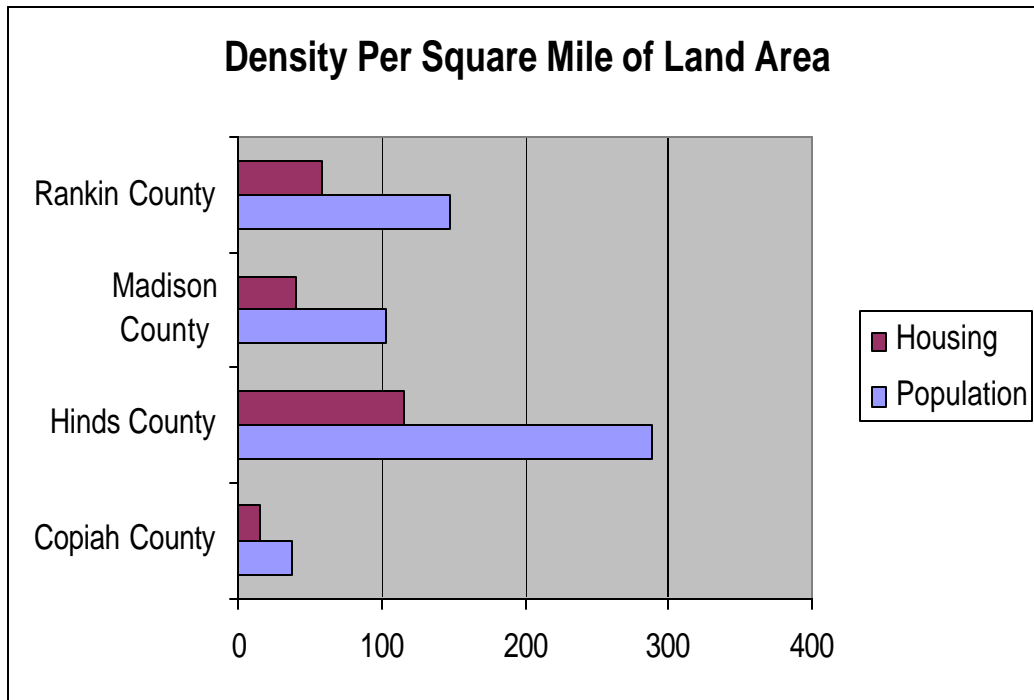 Density Per Square Mile of Land Area
Rankin County
Madison
County
Hinds County
Copiah County
0 100 200 300 400
Housing
Population